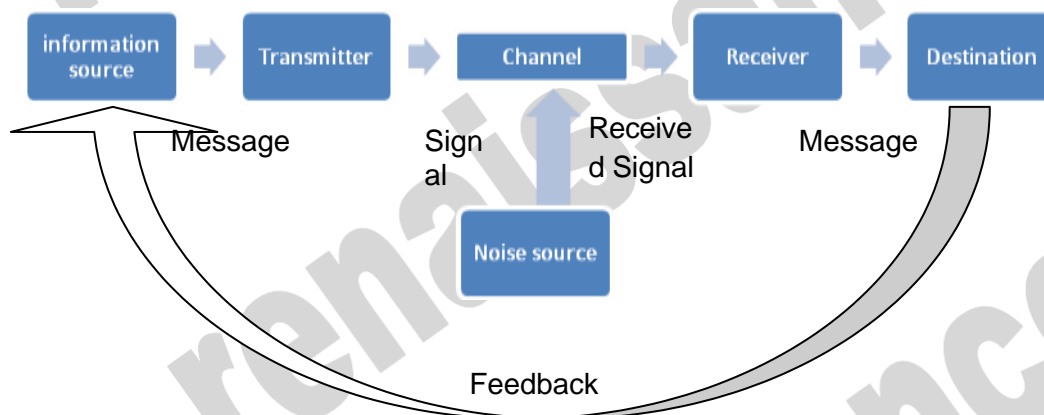 information
source
Transmitter
Channel
Receiver
Destination
Message
Sign
al
Receive
d Signal
Message
Noise source
Feedback